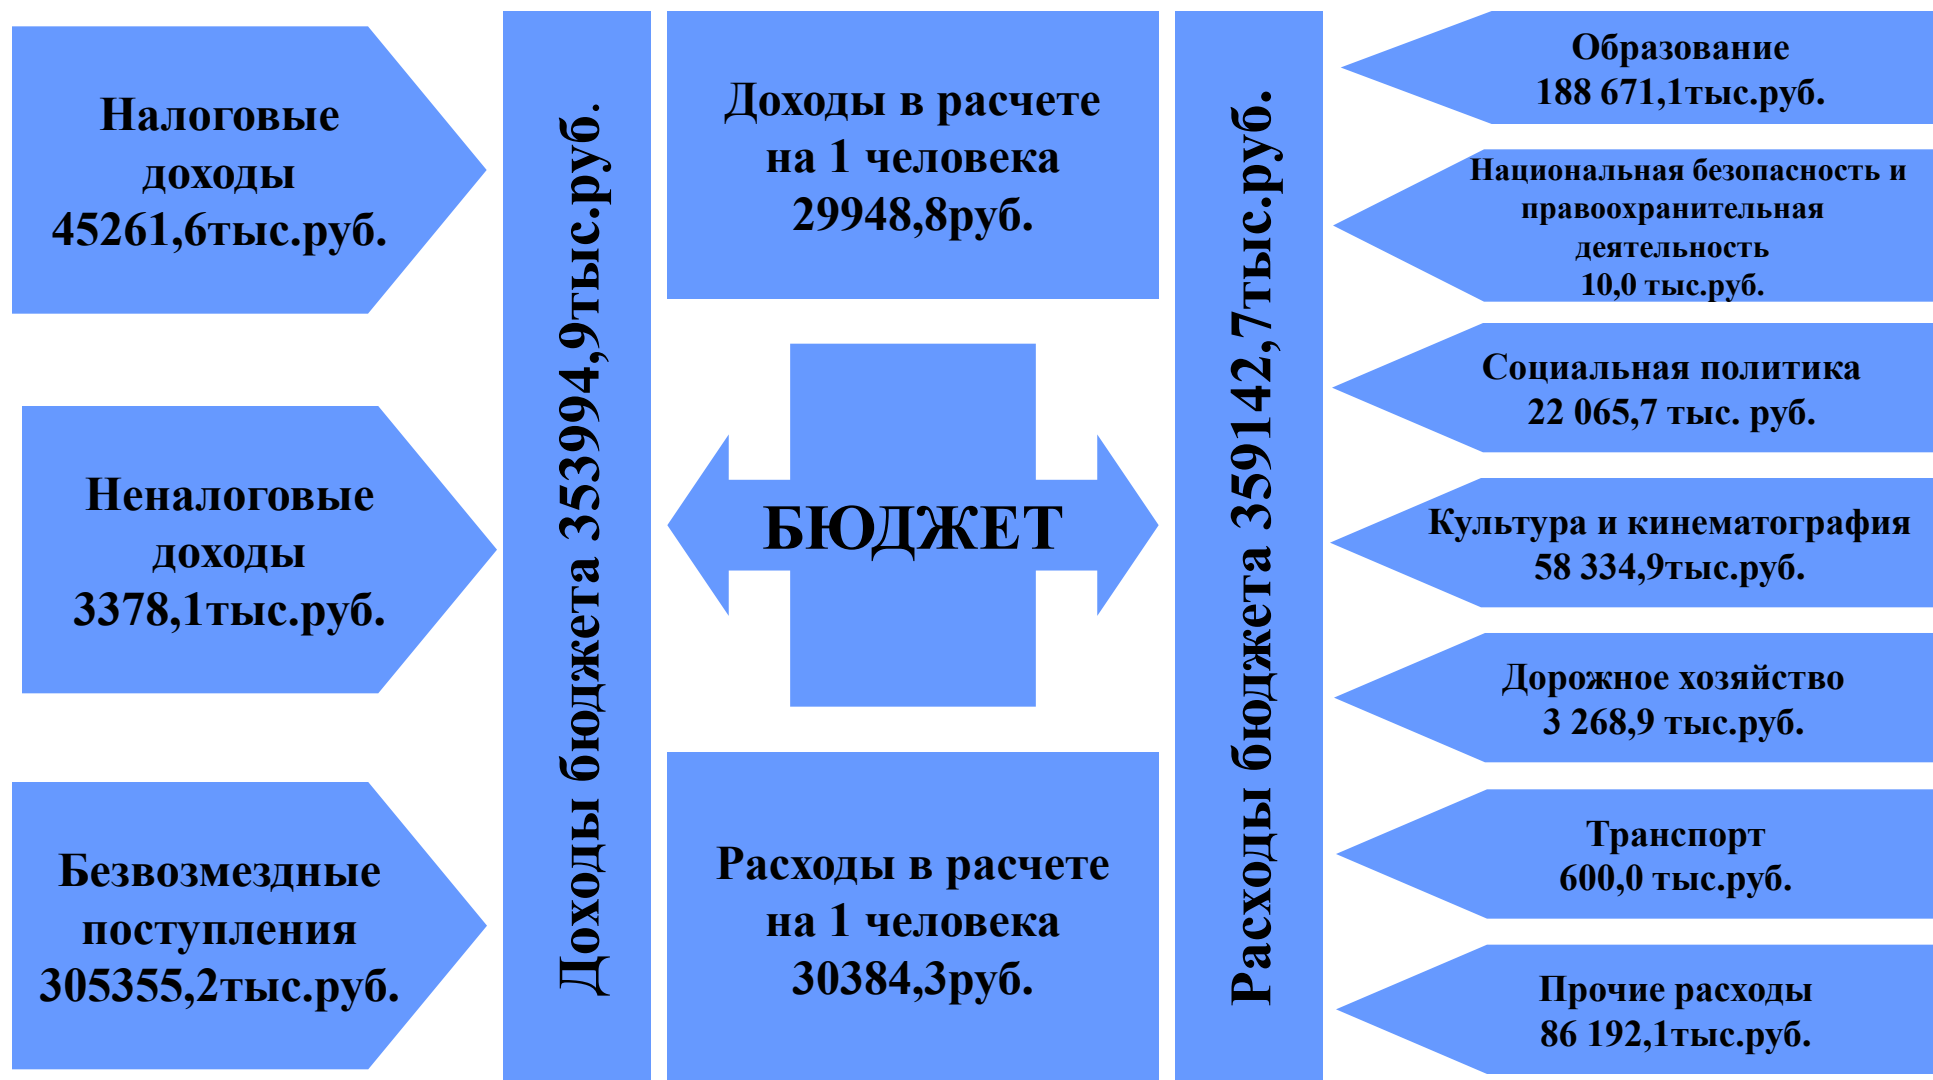 Налоговые
доходы
45261,6тыс.руб.
Неналоговые
доходы
3378,1тыс.руб.
Безвозмездные
поступления
305355,2тыс.руб.
Доходы бюджета 353994,9тыс.руб.
Доходы в расчете
на 1 человека
29948,8руб.
БЮДЖЕТ
Расходы в расчете
на 1 человека
30384,3руб.
Расходы бюджета 359142,7тыс.руб.
Образование
188 671,1тыс.руб.
Национальная безопасность и
правоохранительная
деятельность
10,0 тыс.руб.
Социальная политика
22 065,7 тыс. руб.
Культура и кинематография
58 334,9тыс.руб.
Дорожное хозяйство
3 268,9 тыс.руб.
Транспорт
600,0 тыс.руб.
Прочие расходы
86 192,1тыс.руб.